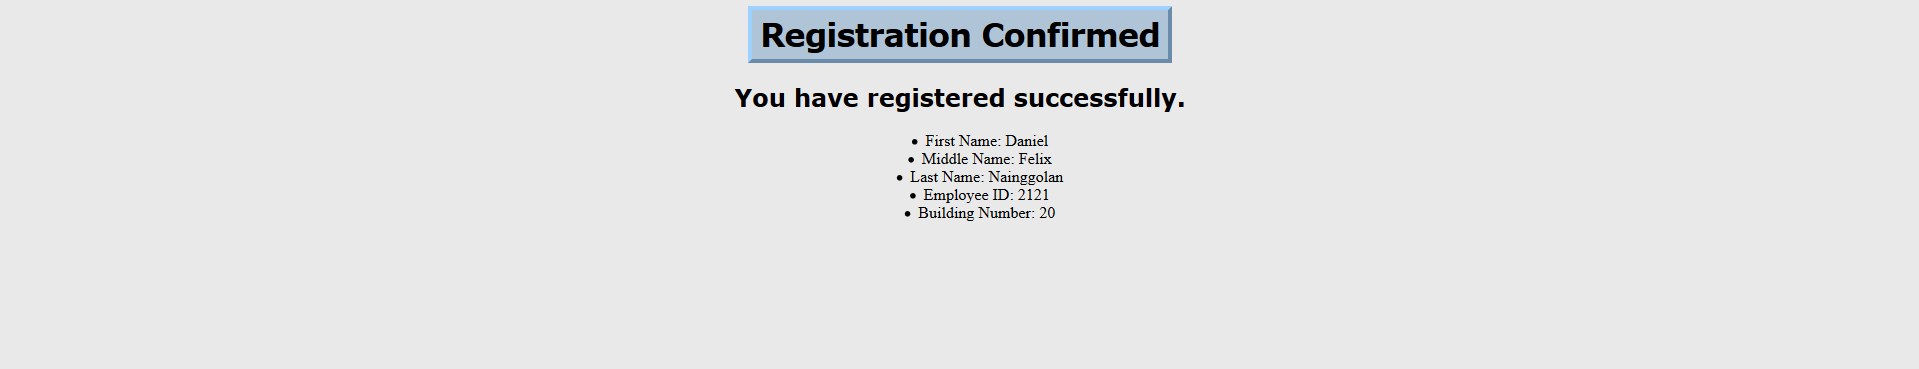 Registration Confirmed
You have registered successfully.
• First Name: Daniel
• Middle Name: Felix
• Last Name: Nainggolan
• Employee ID: 2121
• Building Number: 20